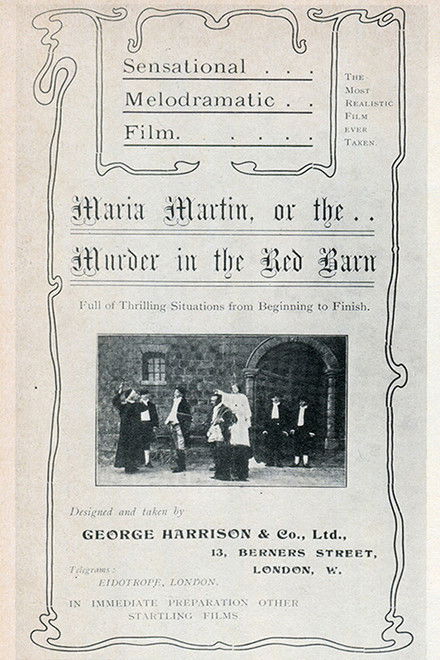 Sensational . . .
Melodramatic . .
Film. . . . .
The
Most
Realistic
Film
ever
Taken.
Maria Martin, or the . .
Murder in the Red Barn
Full of Thrilling Situations from Beginning to Finish.
Designed and taken by
GEORGE HARRISON & Co., Ltd.,
13, BERNERS STREET,
LONDON, W.
Telegrams:
EIDOTROPE, LONDON.
IN IMMEDIATE PREPARATION OTHER
STARTLING FILMS